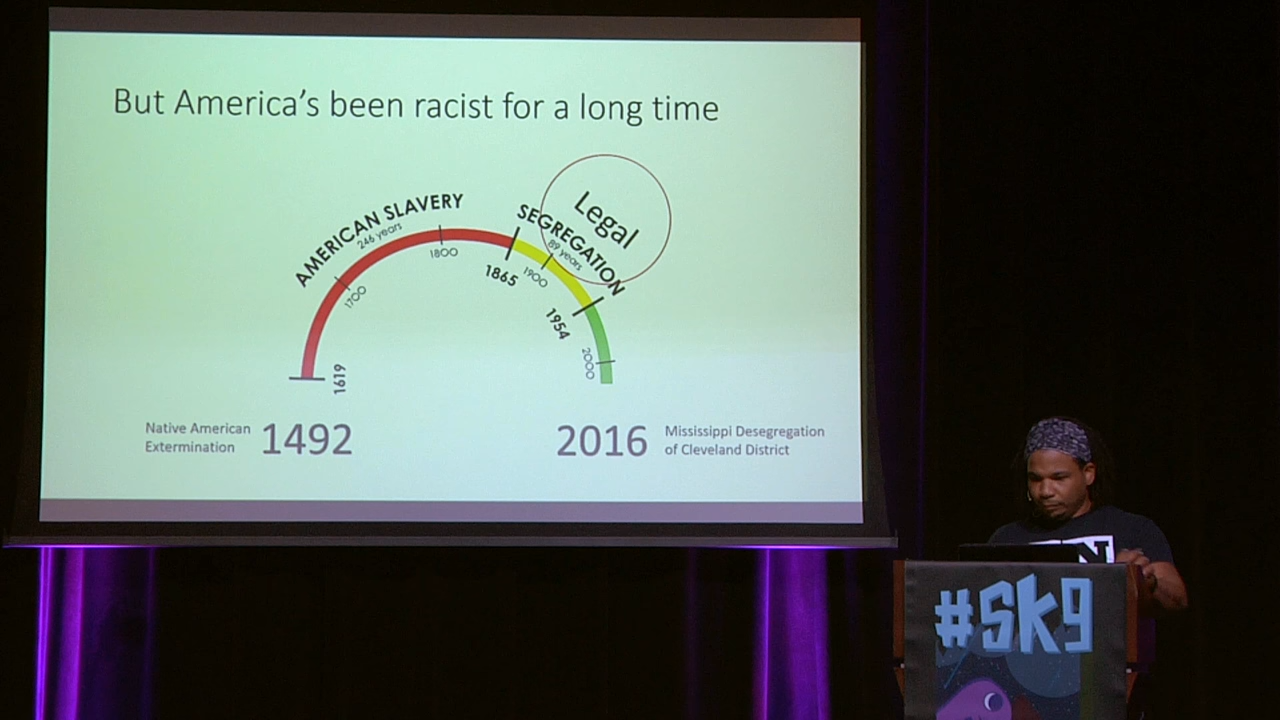 But America's been racist for a long time
Legal
AMERICAN SLAVERY
SEGREGATION
246 years
89 years
1619
1700
1800
1865
1900
1954
2000
Native American
Extermination
1492
2016
Mississippi Desegregation
of Cleveland District
N
#SK9